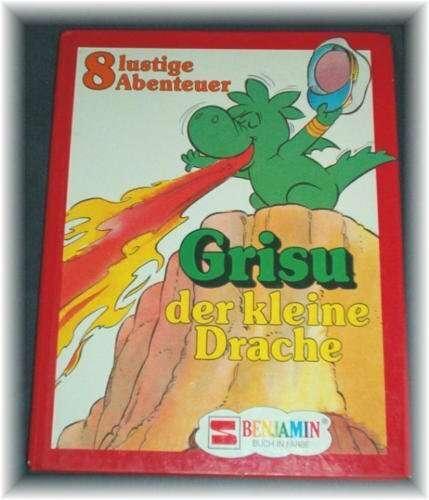 8 lustige
Abenteuer
Grisu
der kleine
Drache
S BENJAMIN®
BUCH IN FARBE